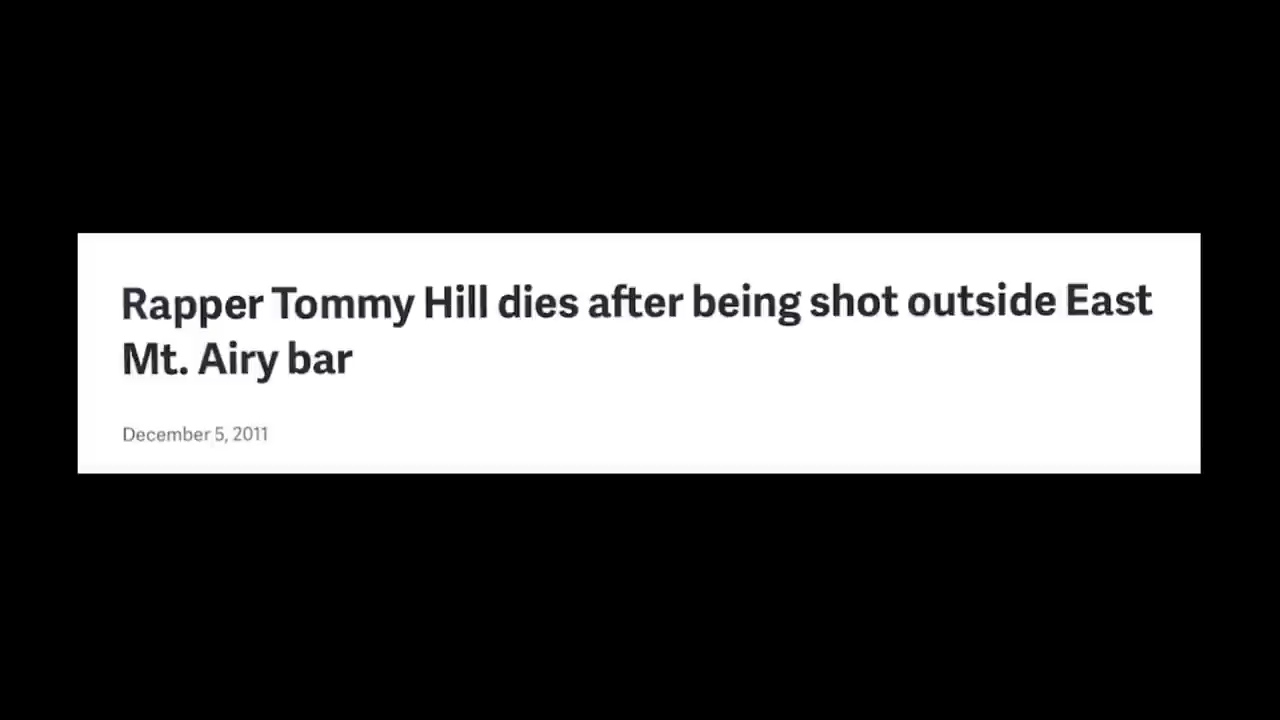 Rapper Tommy Hill dies after being shot outside East
Mt. Airy bar
December 5, 2011